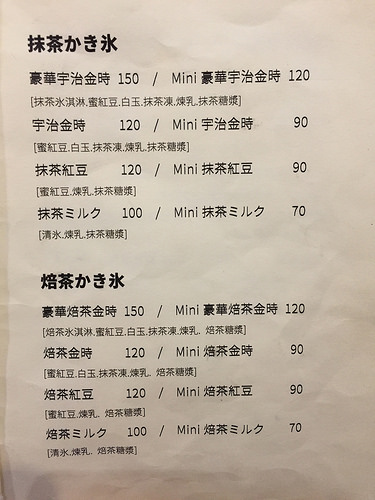 抹茶かき氷
豪華宇治金時 150 / Mini 豪華宇治金時 120
[抹茶氷淇淋,蜜紅豆,白玉,抹茶凍,煉乳,抹茶糖漿]
宇治金時 120 / Mini 宇治金時 90
[蜜紅豆,白玉,抹茶凍,煉乳,抹茶糖漿]
抹茶紅豆 120 / Mini 抹茶紅豆 90
[蜜紅豆,煉乳,抹茶糖漿]
抹茶ミルク 100 / Mini 抹茶ミルク 70
[清氷,煉乳,抹茶糖漿]
焙茶かき氷
豪華焙茶金時 150 / Mini 豪華焙茶金時 120
[焙茶氷淇淋,蜜紅豆,白玉,抹茶凍,煉乳, 焙茶糖漿]
焙茶金時 120 / Mini 焙茶金時 90
[蜜紅豆,白玉,抹茶凍,煉乳, 焙茶糖漿]
焙茶紅豆 120 / Mini 焙茶紅豆 90
[蜜紅豆,煉乳, 焙茶糖漿]
焙茶ミルク 100 / Mini 焙茶ミルク 70
[清氷,煉乳, 焙茶糖漿]